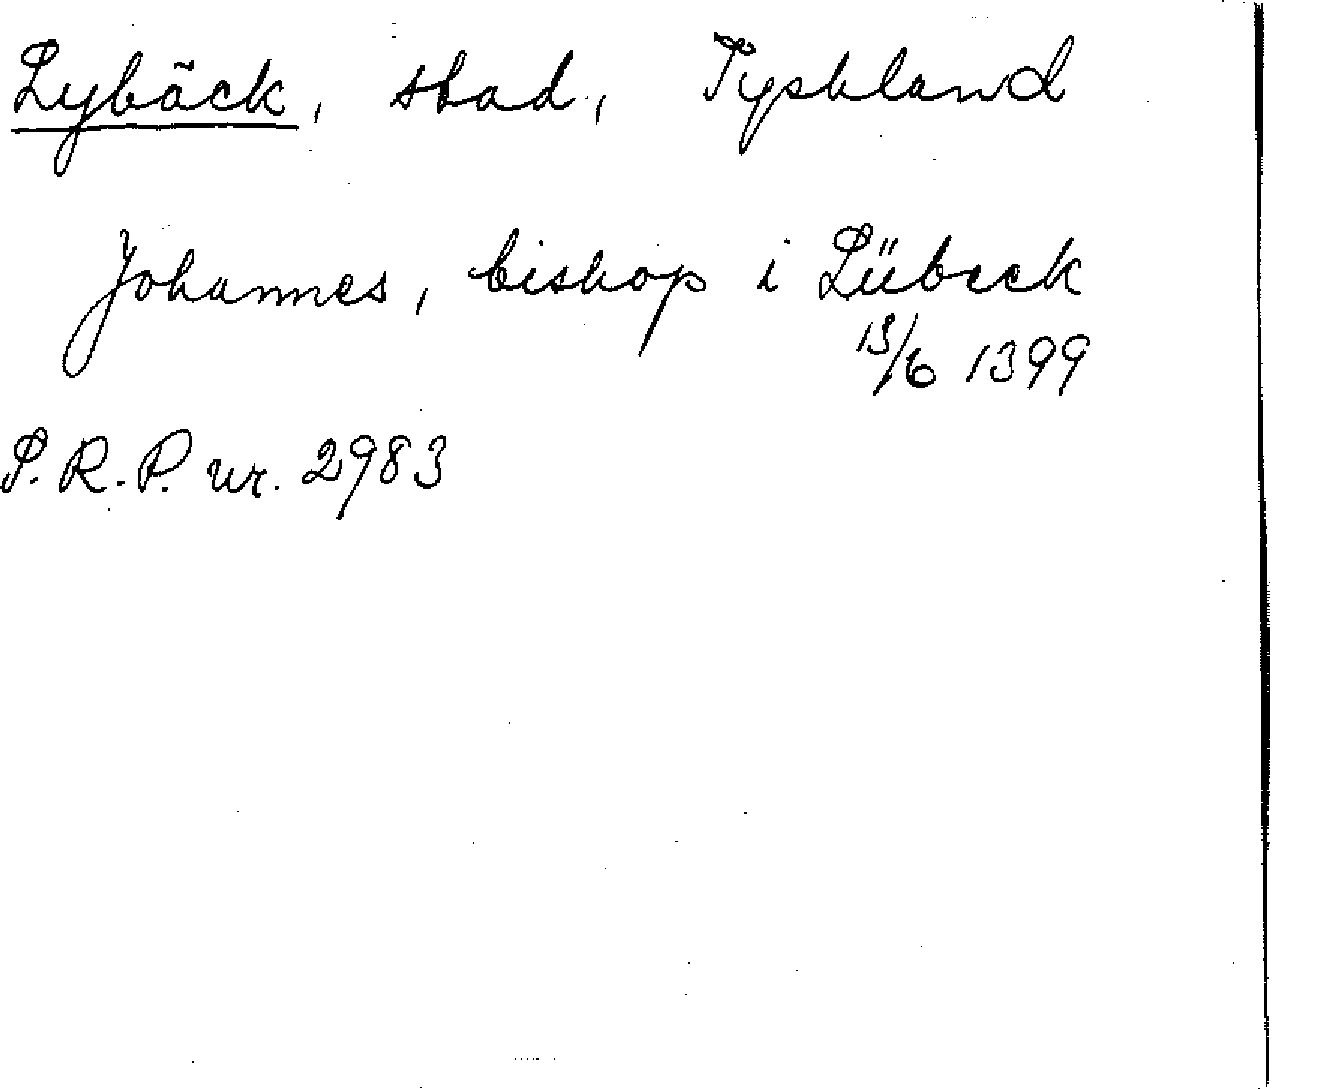 Lybäck, stad, Tyskland
Johannes, biskop i Lübeck
13/6 1399
S.R.P. nr. 2983